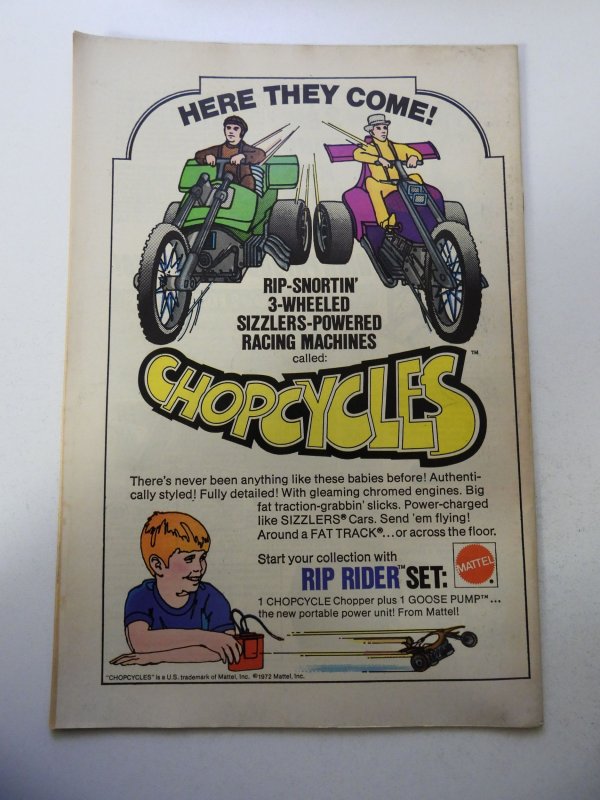 HERE THEY COME!
RIP-SNORTIN'
3-WHEELED
SIZZLERS-POWERED
RACING MACHINES
called:
CHOPCYCLES™
There's never been anything like these babies before! Authenti-
cally styled! Fully detailed! With gleaming chromed engines. Big
fat traction-grabbin' slicks. Power-charged
like SIZZLERS® Cars. Send 'em flying!
Around a FAT TRACK®...or across the floor.
Start your collection with
RIP RIDER™ SET:
MATTEL®
1 CHOPCYCLE Chopper plus 1 GOOSE PUMP™...
the new portable power unit! From Mattel!
"CHOPCYCLES" is a U.S. trademark of Mattel, Inc. ©1972 Mattel, Inc.